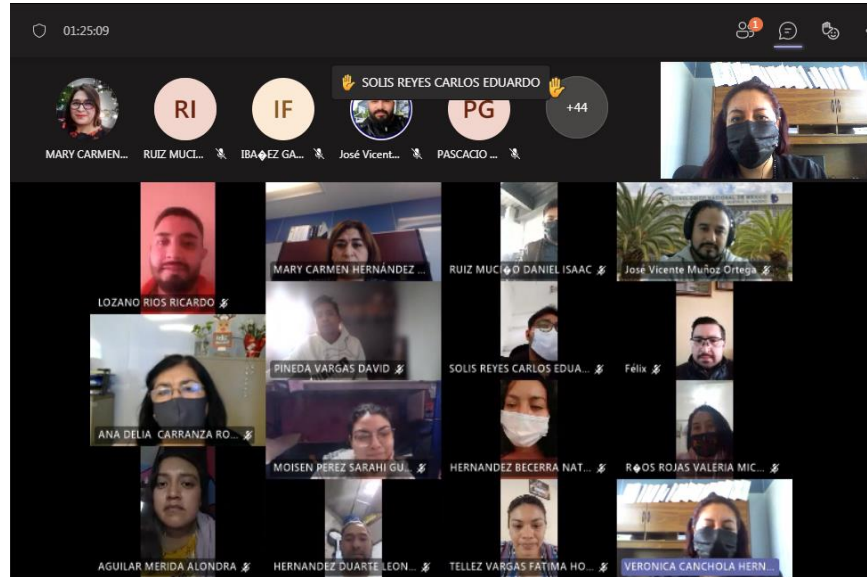 01:25:09
1
SOLIS REYES CARLOS EDUARDO
RI
IF
PG
+44
MARY CARMEN...
RUIZ MUCI...
IBA�EZ GA...
José Vicent...
PASCACIO ...
LOZANO RIOS RICARDO
MARY CARMEN HERNÁNDEZ ...
RUIZ MUCI�O DANIEL ISAAC
José Vicente Muñoz Ortega
PINEDA VARGAS DAVID
SOLIS REYES CARLOS EDUA...
Félix
ANA DELIA CARRANZA RO...
MOISEN PEREZ SARAHI GU...
HERNANDEZ BECERRA NAT...
R�OS ROJAS VALERIA MIC...
AGUILAR MERIDA ALONDRA
HERNANDEZ DUARTE LEON...
TELLEZ VARGAS FATIMA HO...
VERONICA CANCHOLA HERN...